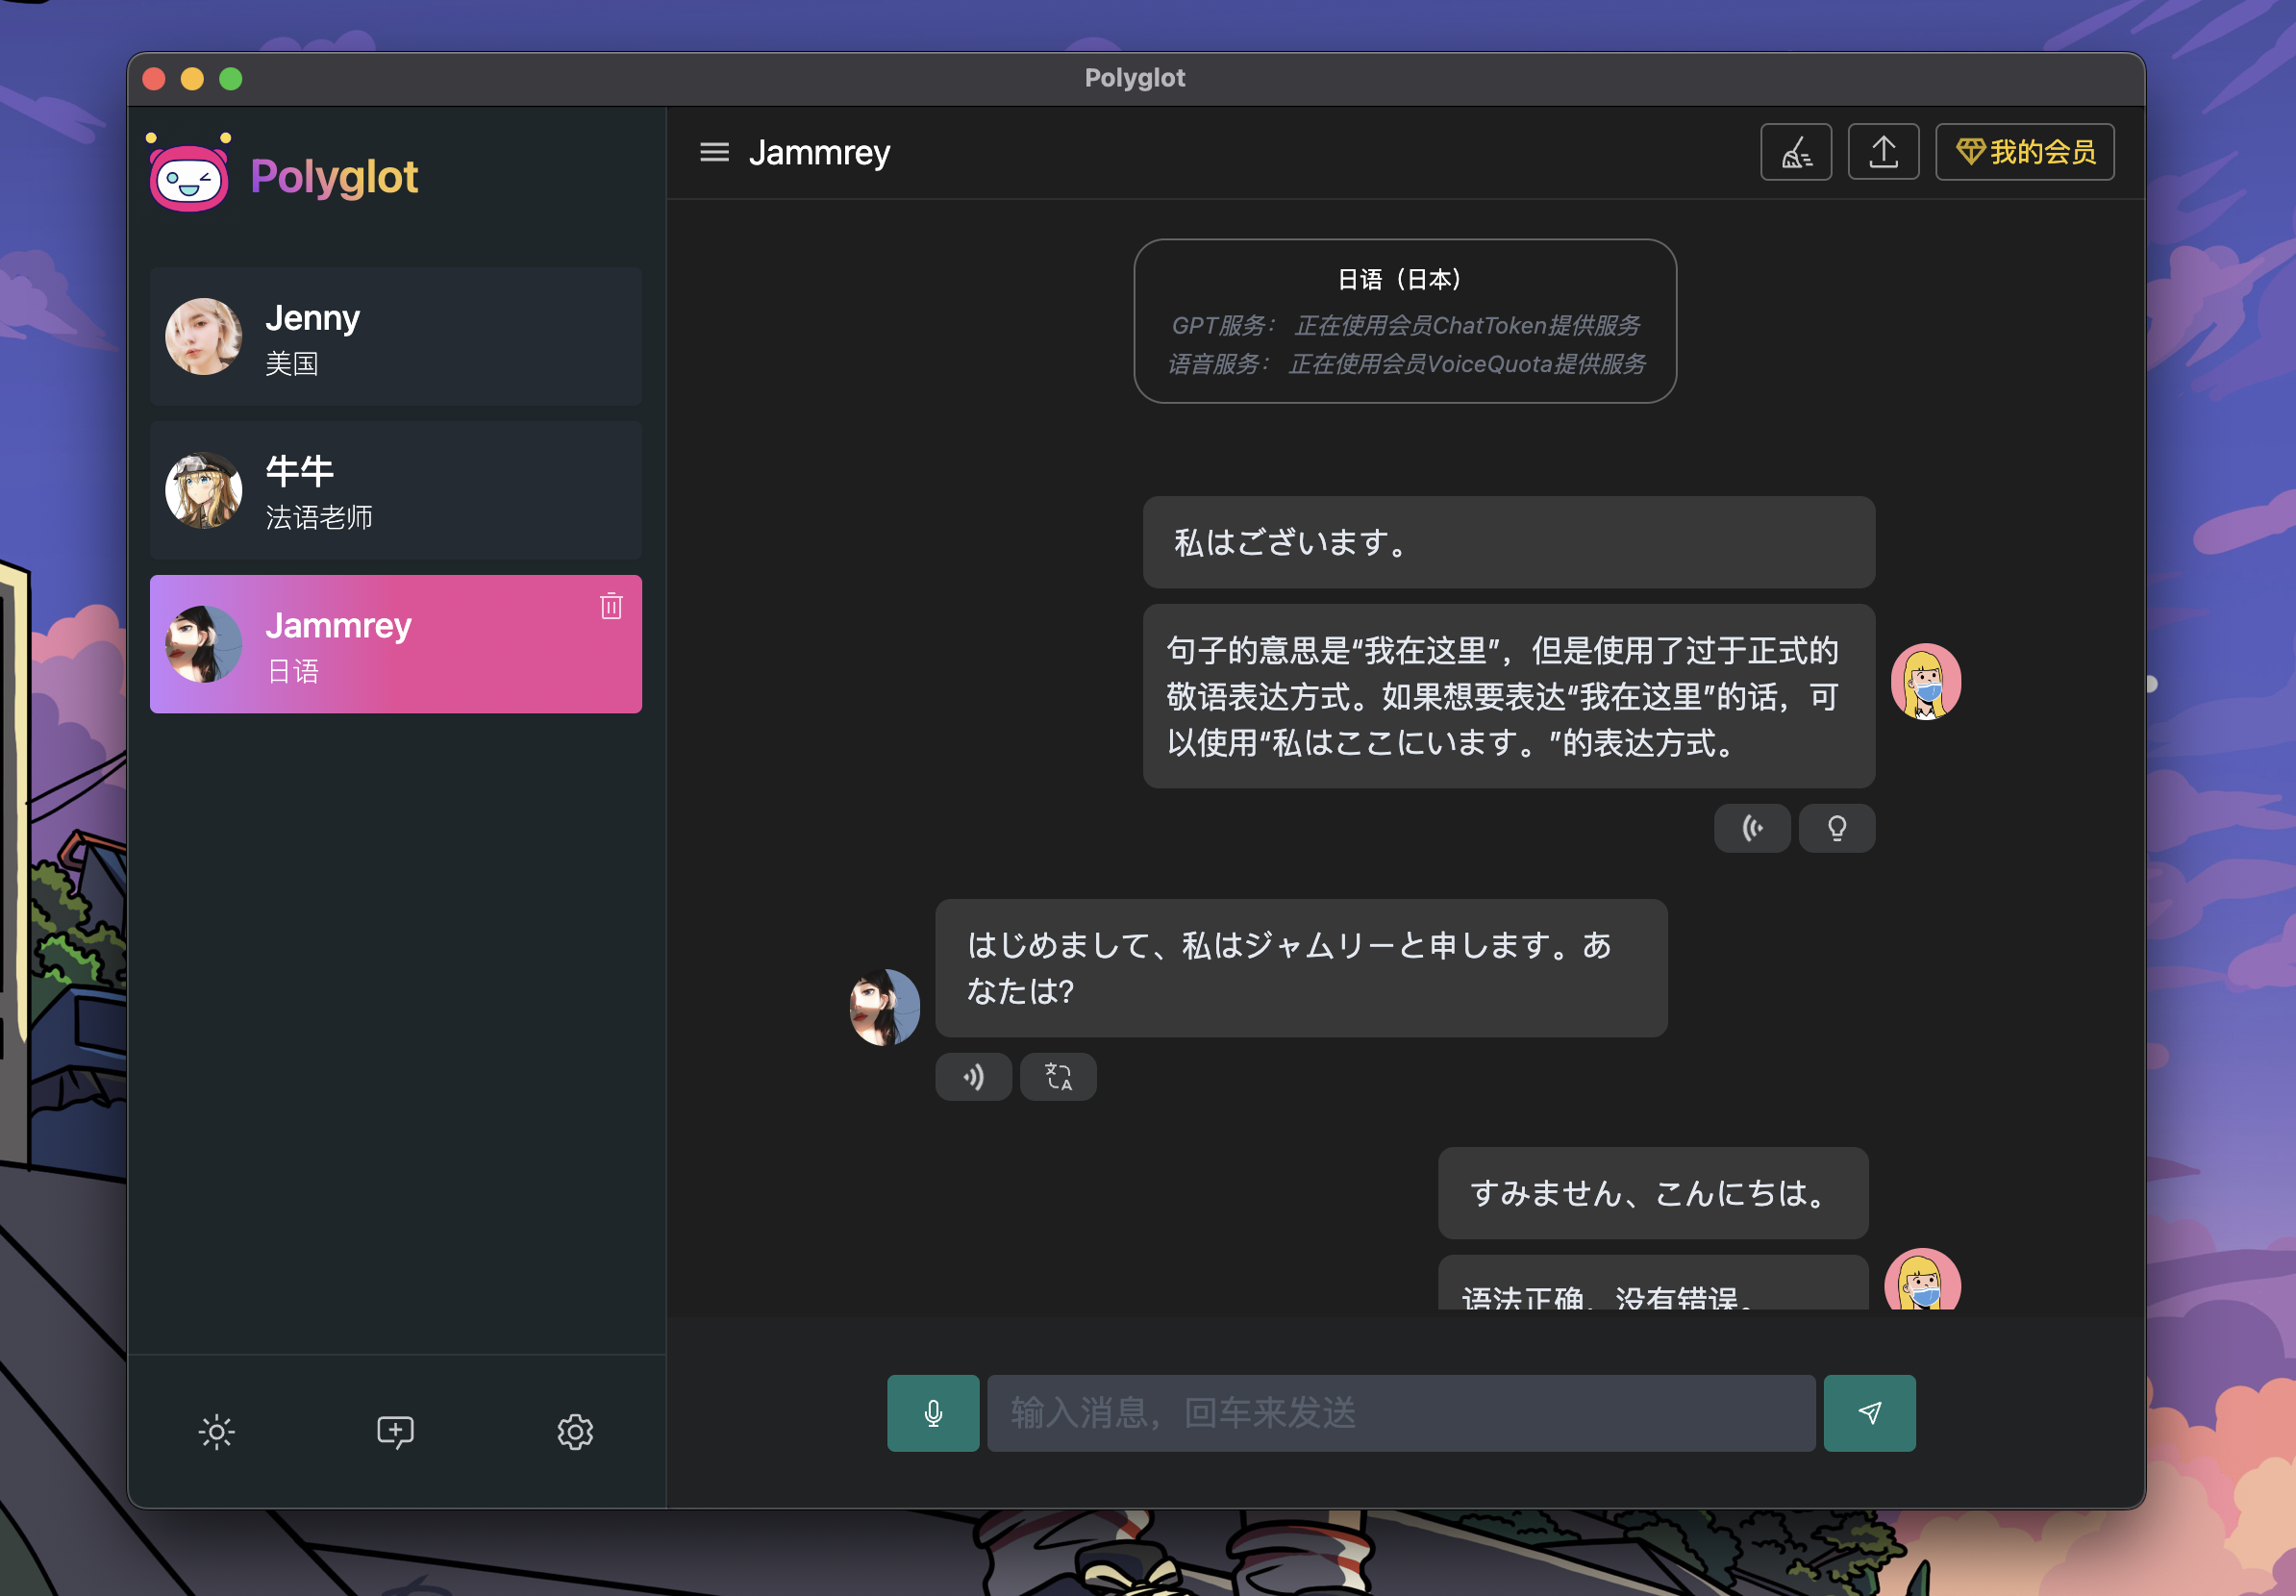 Polyglot
Polyglot
Jenny
美国
牛牛
法语老师
Jammrey
日语
Jammrey
我的会员
日语（日本）
GPT服务： 正在使用会员ChatToken提供服务
语音服务： 正在使用会员VoiceQuota提供服务
私はございます。
句子的意思是“我在这里”，但是使用了过于正式的
敬语表达方式。如果想要表达“我在这里”的话，可
以使用“私はここにいます。”的表达方式。
はじめまして、私はジャムリーと申します。あ
なたは?
すみません、こんにちは。
语法正确，没有错误。
输入消息，回车来发送